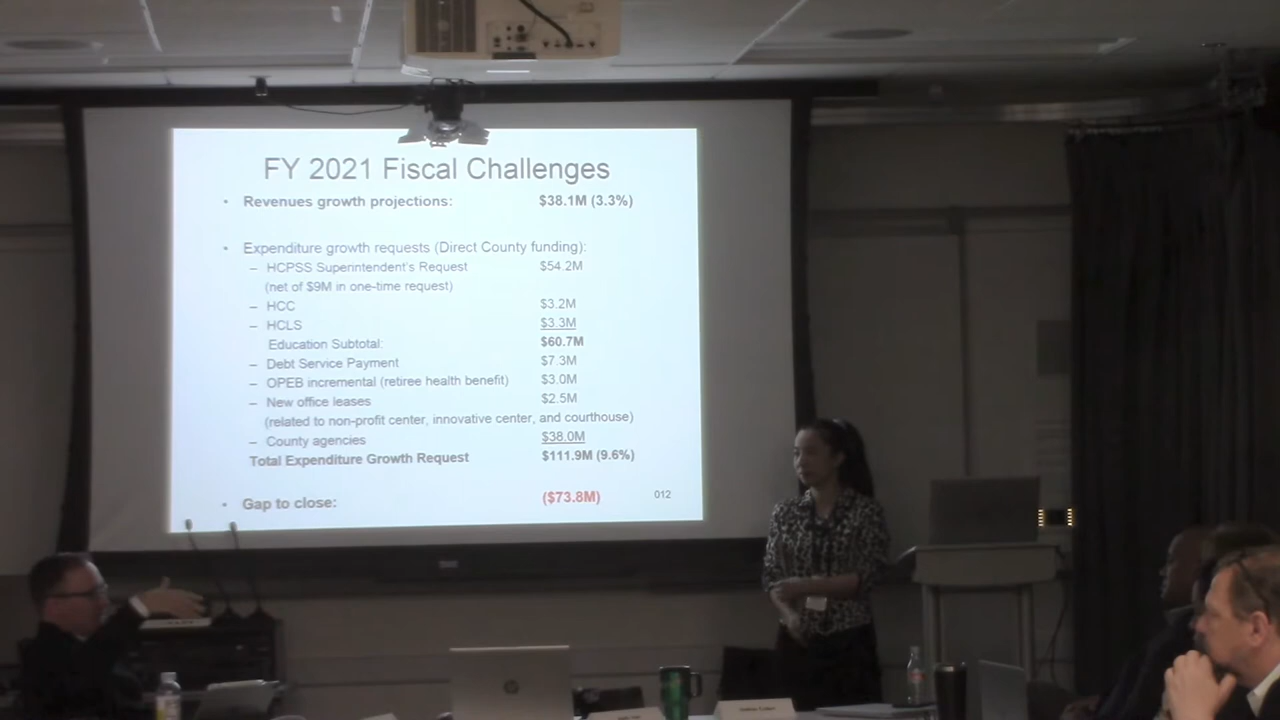 FY 2021 Fiscal Challenges
• Revenues growth projections: $38.1M (3.3%)
• Expenditure growth requests (Direct County funding):
– HCPSS Superintendent's Request $54.2M
(net of $9M in one-time request)
– HCC $3.2M
– HCLS $3.3M
Education Subtotal: $60.7M
– Debt Service Payment $7.3M
– OPEB incremental (retiree health benefit) $3.0M
– New office leases $2.5M
(related to non-profit center, innovative center, and courthouse)
– County agencies $38.0M
Total Expenditure Growth Request $111.9M (9.6%)
• Gap to close: ($73.8M)
012
hp